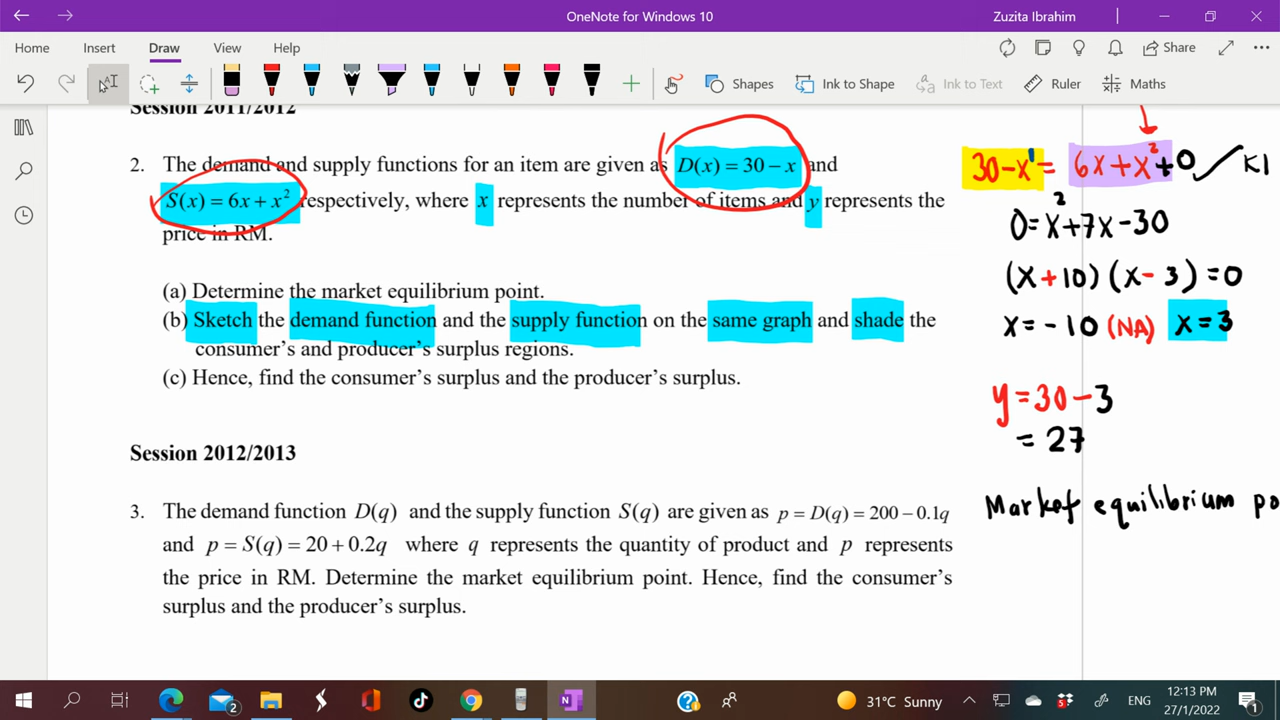 OneNote for Windows 10
Zuzita Ibrahim
Home Insert Draw View Help
Share
Shapes Ink to Shape Ink to Text Ruler Maths
Session 2011/2012
2. The demand and supply functions for an item are given as D(x) = 30 − x and
S(x) = 6x + x² respectively, where x represents the number of items and y represents the
price in RM.
(a) Determine the market equilibrium point.
(b) Sketch the demand function and the supply function on the same graph and shade the
consumer's and producer's surplus regions.
(c) Hence, find the consumer's surplus and the producer's surplus.
Session 2012/2013
3. The demand function D(q) and the supply function S(q) are given as p = D(q) = 200 − 0.1q
and p = S(q) = 20 + 0.2q where q represents the quantity of product and p represents
the price in RM. Determine the market equilibrium point. Hence, find the consumer's
surplus and the producer's surplus.
30 − x¹ = 6x + x² + 0 / K1
0 = x² + 7x − 30
(x + 10) (x − 3) = 0
x = − 10 (NA) x = 3
y = 30 − 3
= 27
Market equilibrium po
2
31°C Sunny
ENG
12:13 PM
27/1/2022
1